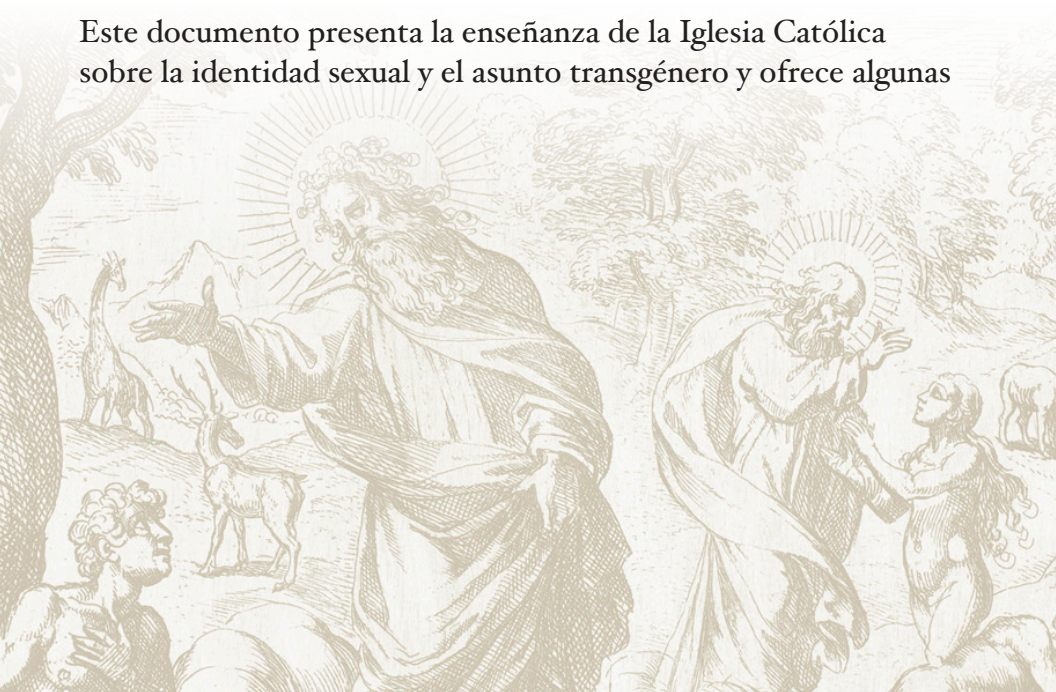 Este documento presenta la enseñanza de la Iglesia Católica
sobre la identidad sexual y el asunto transgénero y ofrece algunas